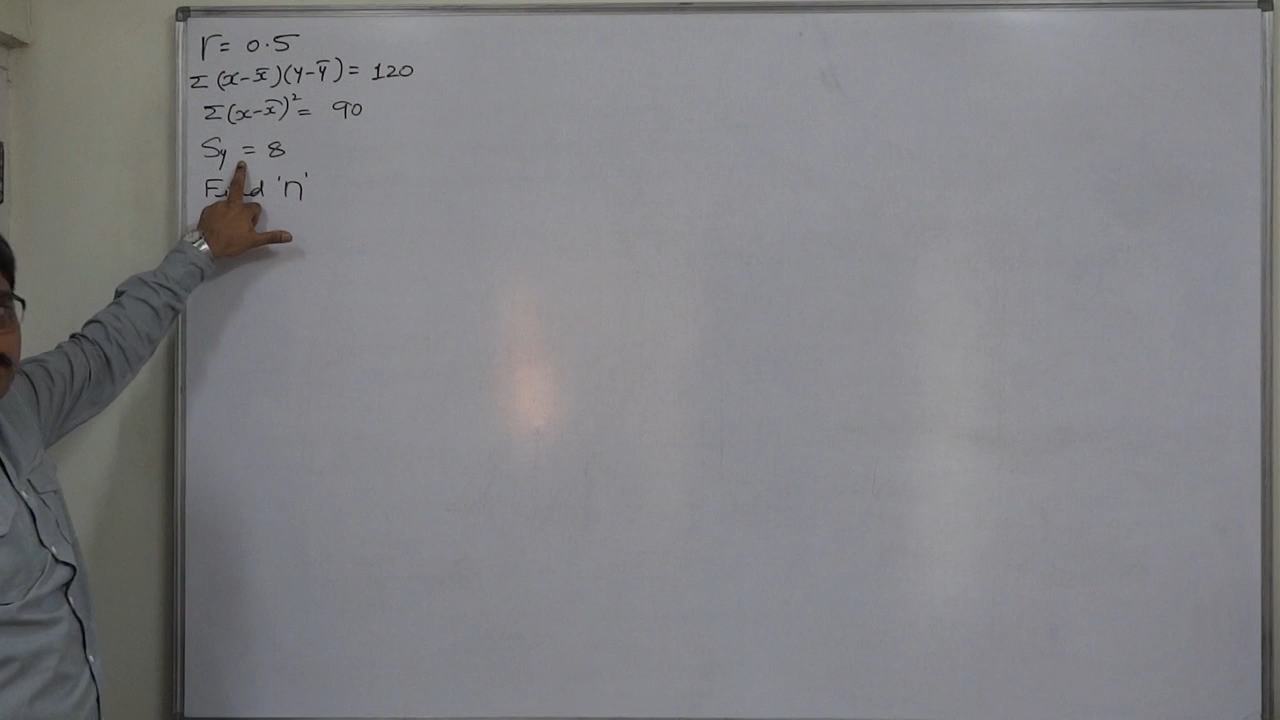 r = 0.5
Σ(x-x̄)(y-ȳ) = 120
Σ(x-x̄)² = 90
Sy = 8
Find 'n'